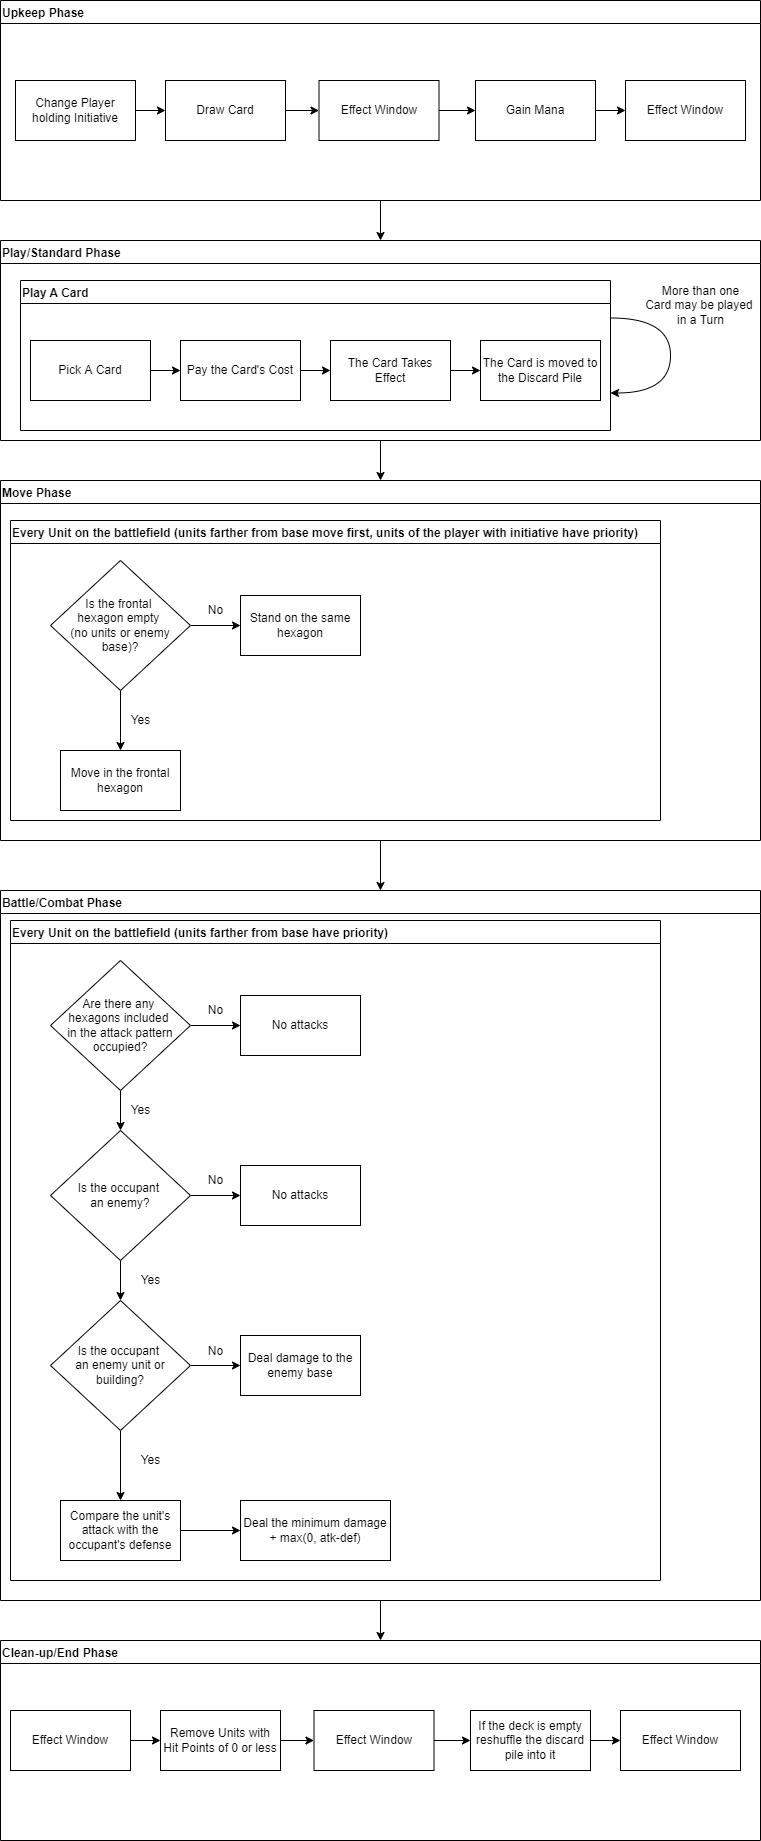 Upkeep Phase
Change Player
holding Initiative
Draw Card
Effect Window
Gain Mana
Effect Window
Play/Standard Phase
Play A Card
More than one
Card may be played
in a Turn
Pick A Card
Pay the Card's Cost
The Card Takes
Effect
The Card is moved to
the Discard Pile
Move Phase
Every Unit on the battlefield (units farther from base move first, units of the player with initiative have priority)
Is the frontal
hexagon empty
(no units or enemy
base)?
No
Stand on the same
hexagon
Yes
Move in the frontal
hexagon
Battle/Combat Phase
Every Unit on the battlefield (units farther from base have priority)
Are there any
hexagons included
in the attack pattern
occupied?
No
No attacks
Yes
Is the occupant
an enemy?
No
No attacks
Yes
Is the occupant
an enemy unit or
building?
No
Deal damage to the
enemy base
Yes
Compare the unit's
attack with the
occupant's defense
Deal the minimum damage
+ max(0, atk-def)
Clean-up/End Phase
Effect Window
Remove Units with
Hit Points of 0 or less
Effect Window
If the deck is empty
reshuffle the discard
pile into it
Effect Window